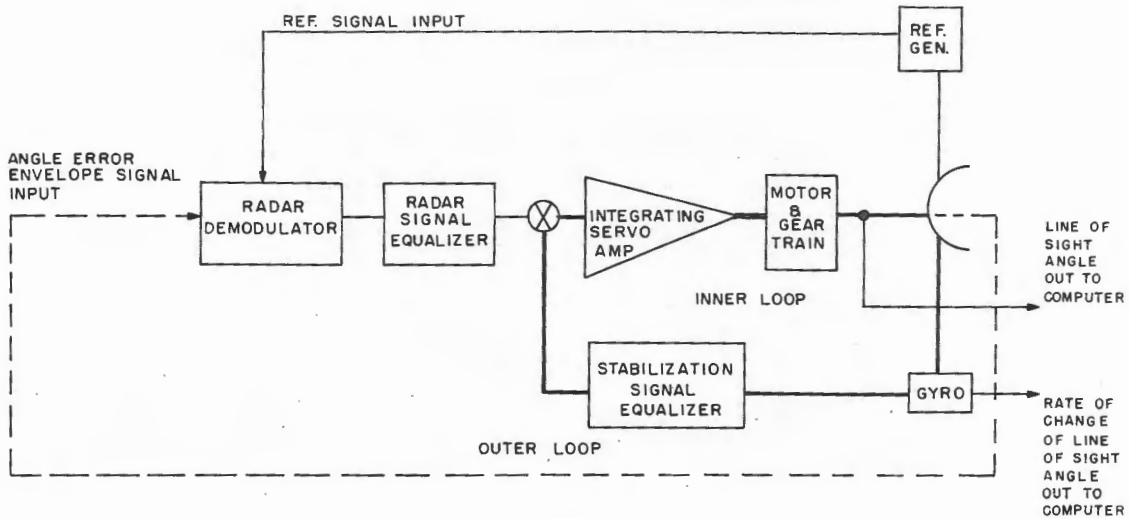 REF. SIGNAL INPUT
REF.
GEN.
ANGLE ERROR
ENVELOPE SIGNAL
INPUT
RADAR
DEMODULATOR
RADAR
SIGNAL
EQUALIZER
INTEGRATING
SERVO
AMP
MOTOR
&
GEAR
TRAIN
LINE OF
SIGHT
ANGLE
OUT TO
COMPUTER
INNER LOOP
STABILIZATION
SIGNAL
EQUALIZER
GYRO
OUTER LOOP
RATE OF
CHANGE
OF LINE
OF SIGHT
ANGLE
OUT TO
COMPUTER